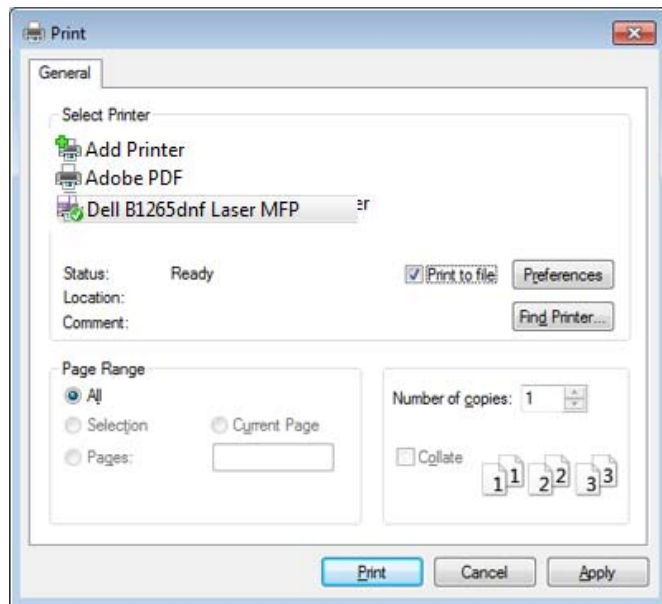 Print
General
Select Printer
Add Printer
Adobe PDF
Dell B1265dnf Laser MFP er
Status: Ready
Print to file
Preferences
Location:
Comment:
Find Printer...
Page Range
All
Selection
Current Page
Pages:
Number of copies: 1
Collate
1 1 2 2 3 3
Print
Cancel
Apply